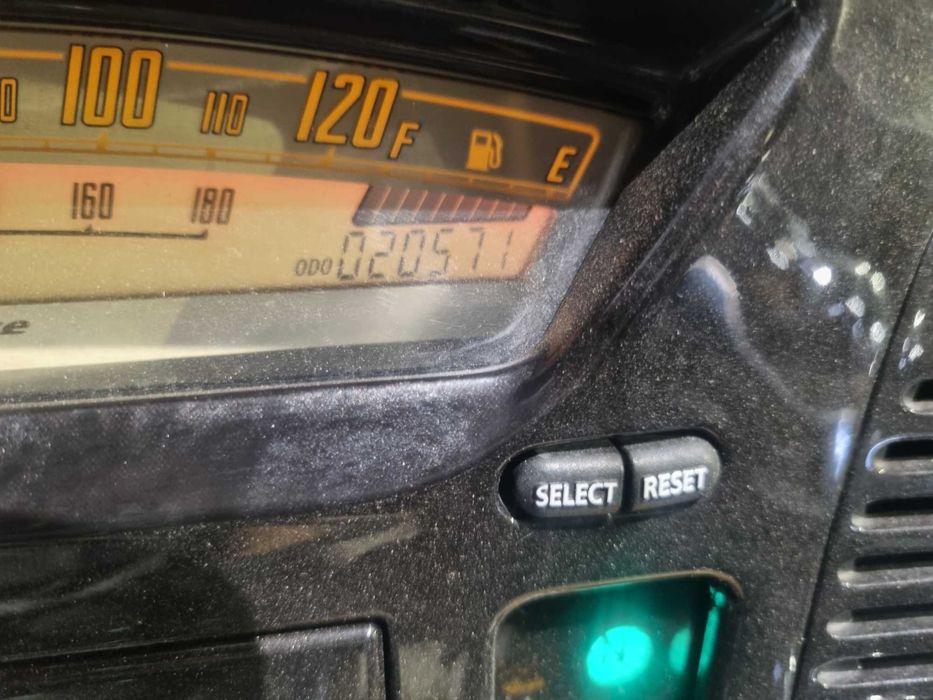 100 110 120 F E
160 180
ODO 020571
SELECT RESET